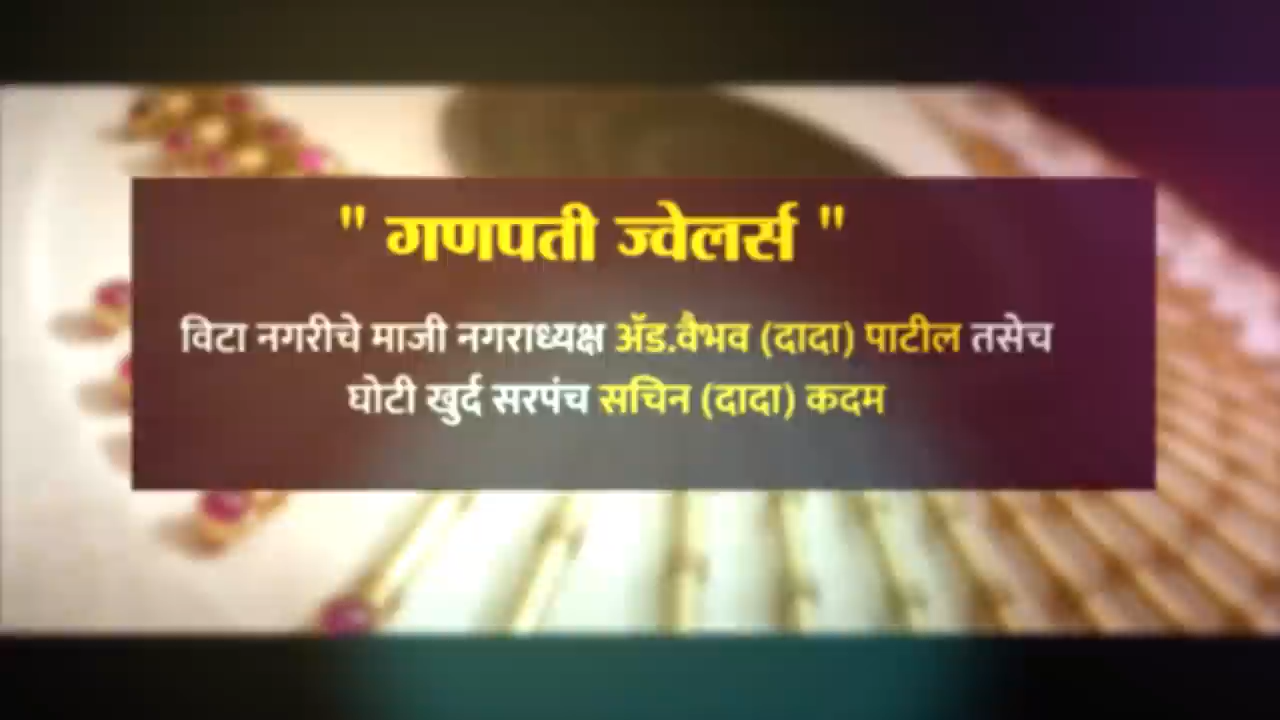 " गणपती ज्वेलर्स "
विटा नगरीचे माजी नगराध्यक्ष ॲड.वैभव (दादा) पाटील तसेच
घोटी खुर्द सरपंच सचिन (दादा) कदम